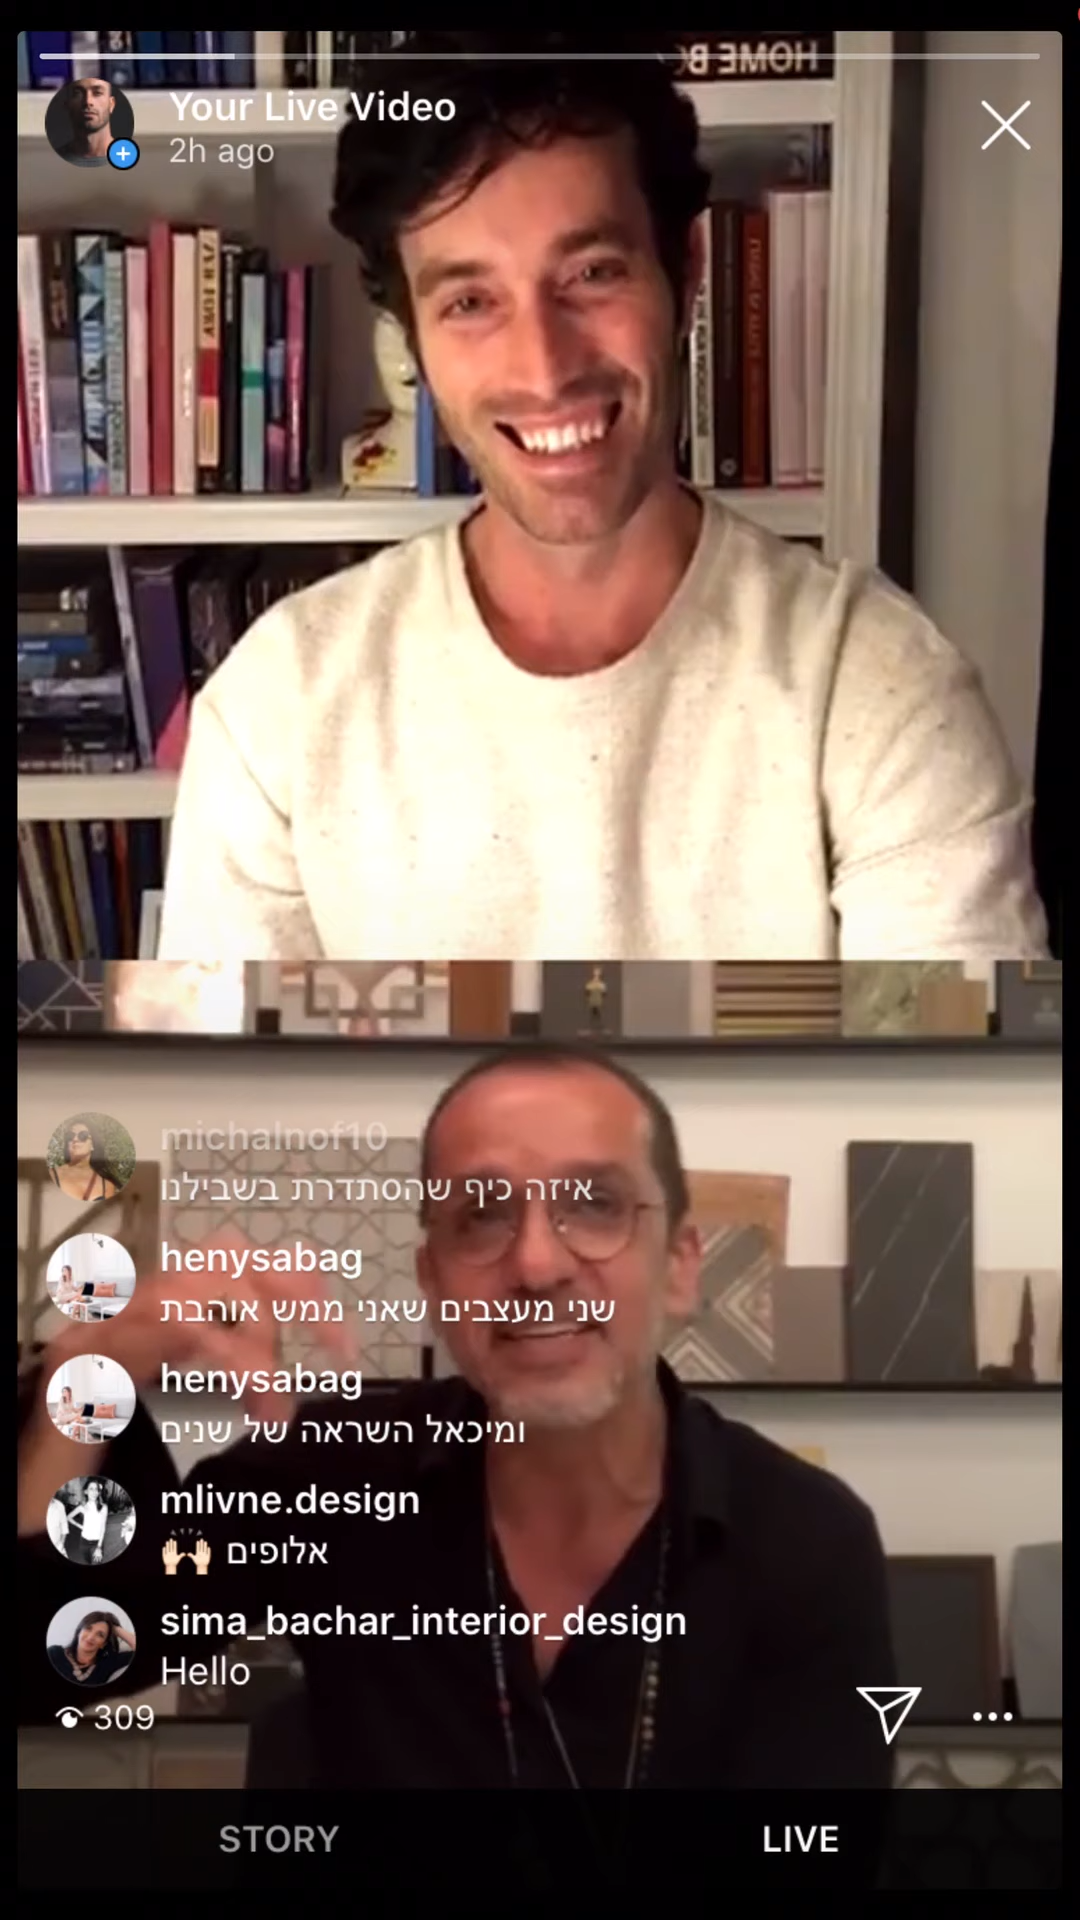 HOME
Your Live Video
2h ago
michalnof10
איזה כיף שהסתדרת בשבילנו
henysabag
שני מעצבים שאני ממש אוהבת
henysabag
ומיכאל השראה של שנים
mlivne.design
🙌🏻 אלופים
sima_bachar_interior_design
Hello
309
STORY
LIVE